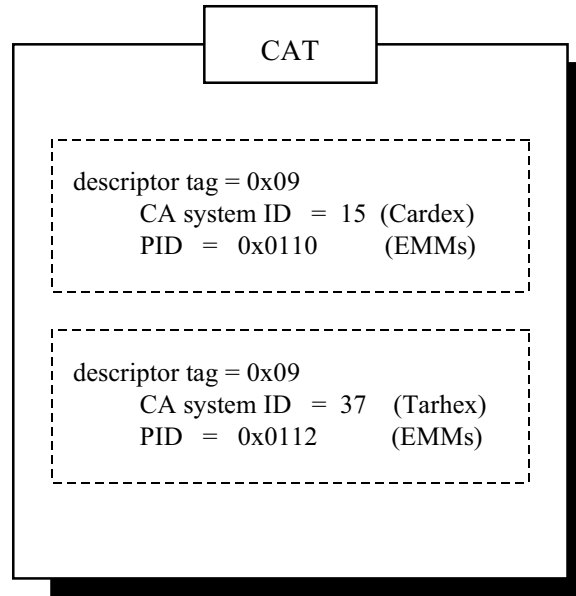 CAT
descriptor tag = 0x09
CA system ID = 15 (Cardex)
PID = 0x0110 (EMMs)
descriptor tag = 0x09
CA system ID = 37 (Tarhex)
PID = 0x0112 (EMMs)